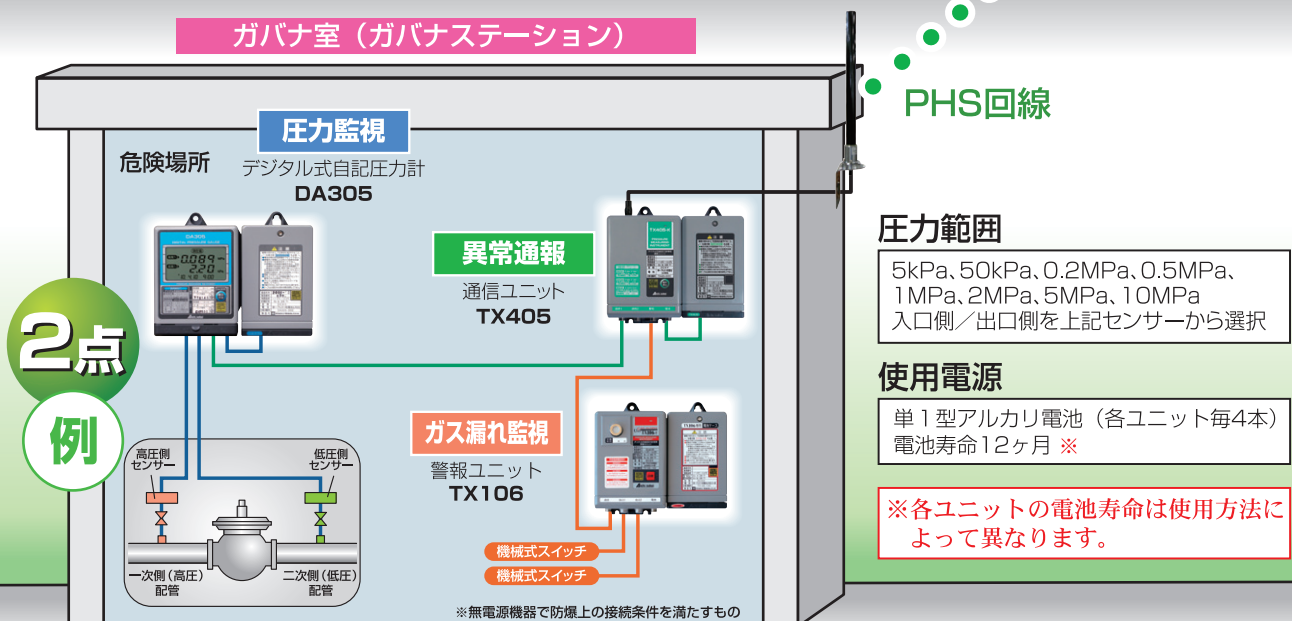 ガバナ室（ガバナステーション）
PHS回線
圧力監視
危険場所
デジタル式自記圧力計
DA305
異常通報
通信ユニット
TX405
2点
例
ガス漏れ監視
警報ユニット
TX106
高圧側
センサー
低圧側
センサー
一次側（高圧）
配管
二次側（低圧）
配管
機械式スイッチ
機械式スイッチ
※無電源機器で防爆上の接続条件を満たすもの
圧力範囲
5kPa、50kPa、0.2MPa、0.5MPa、
1MPa、2MPa、5MPa、10MPa
入口側／出口側を上記センサーから選択
使用電源
単1型アルカリ電池（各ユニット毎4本）
電池寿命12ヶ月 ※
※各ユニットの電池寿命は使用方法に
よって異なります。